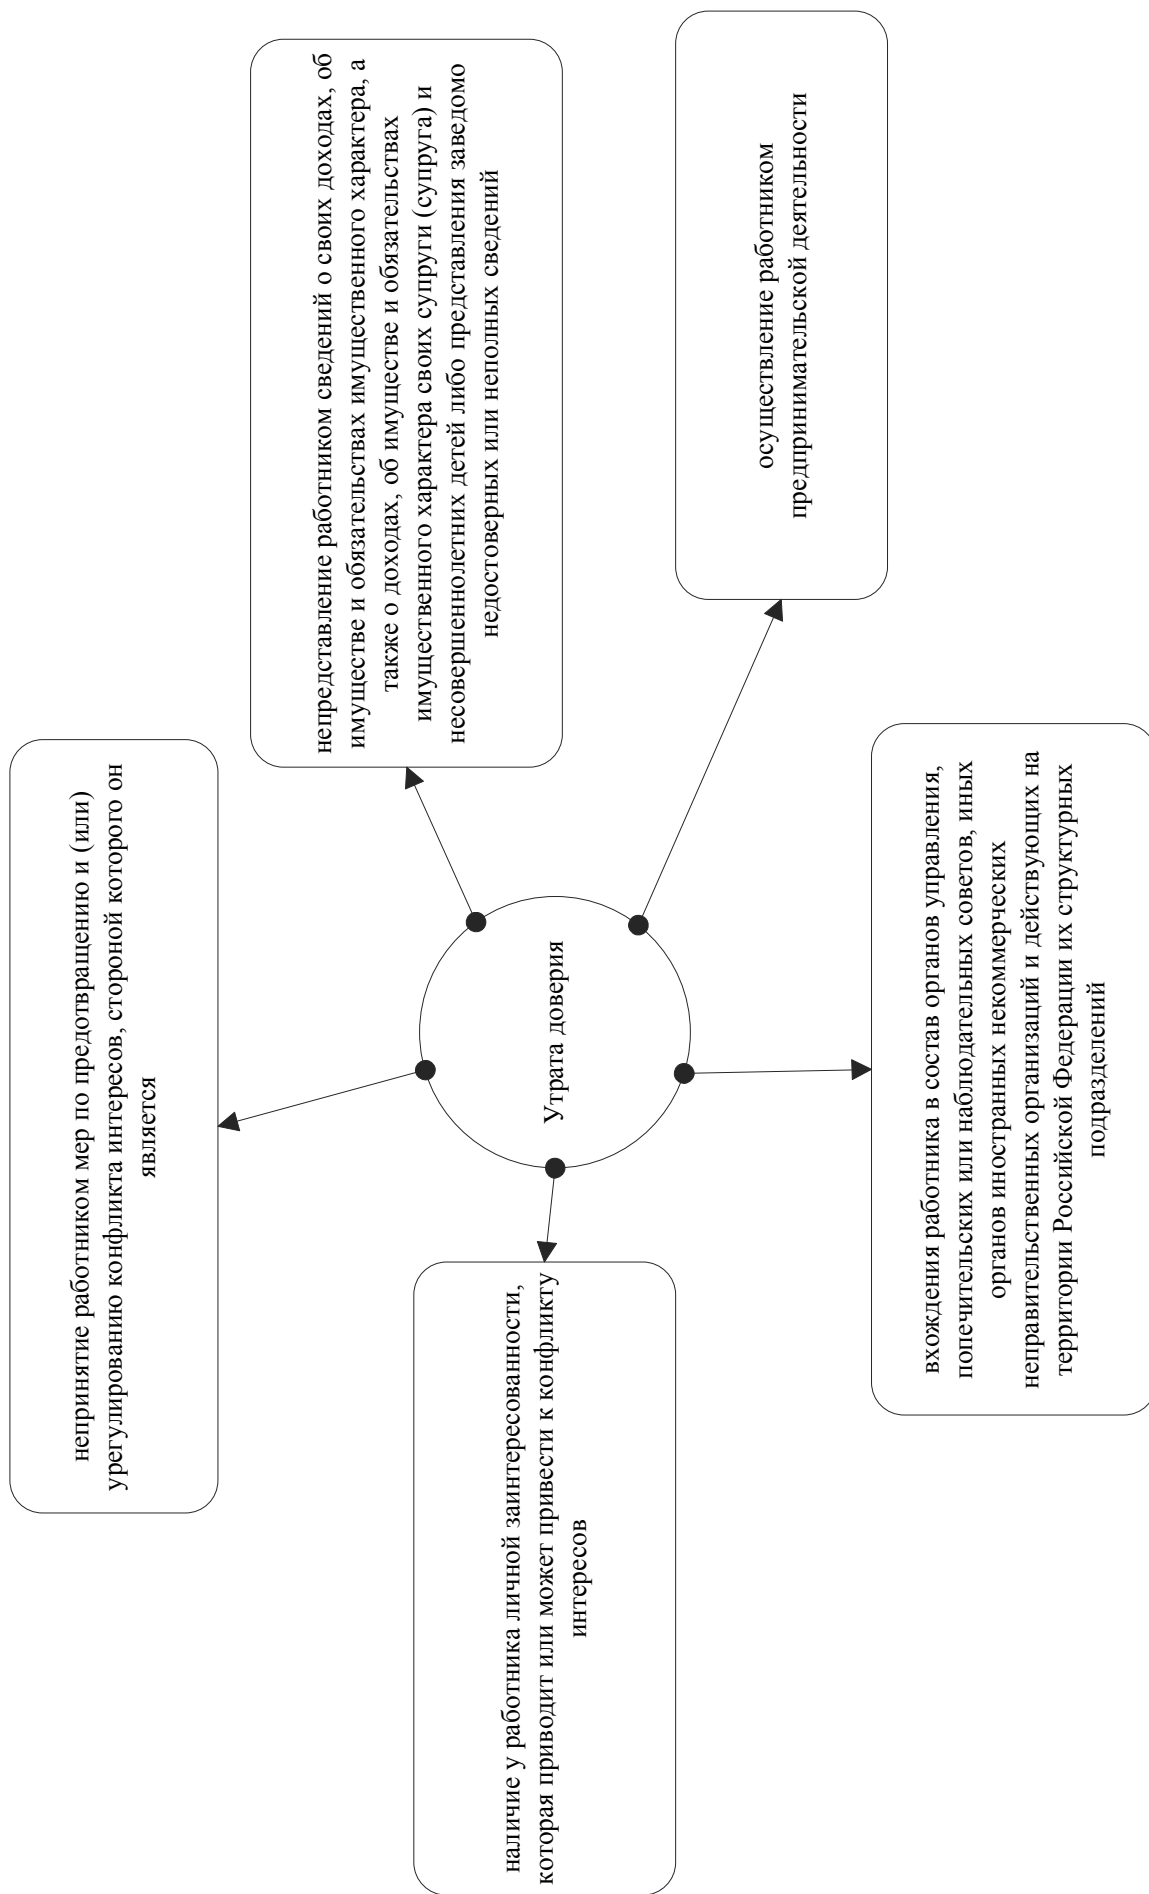 непринятие работником мер по предотвращению и (или)
урегулированию конфликта интересов, стороной которого он
является
непредставление работником сведений о своих доходах, об
имуществе и обязательствах имущественного характера, а
также о доходах, об имуществе и обязательствах
имущественного характера своих супруги (супруга) и
несовершеннолетних детей либо представления заведомо
недостоверных или неполных сведений
наличие у работника личной заинтересованности,
которая приводит или может привести к конфликту
интересов
Утрата доверия
осуществление работником
предпринимательской деятельности
вхождения работника в состав органов управления,
попечительских или наблюдательных советов, иных
органов иностранных некоммерческих
неправительственных организаций и действующих на
территории Российской Федерации их структурных
подразделений